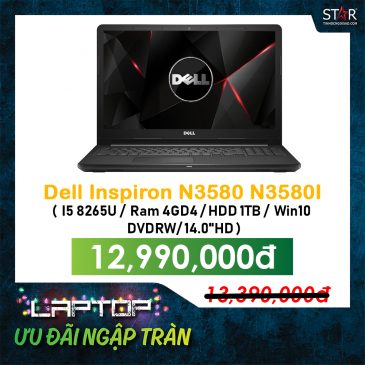 STAR
DELL
DELL
Dell Inspiron N3580 N3580I
( I5 8265U / Ram 4GD4 / HDD 1TB / Win10
DVDRW/14.0"HD )
12,990,000đ
13,390,000đ
LAPTOP
ƯU ĐÃI NGẬP TRÀN